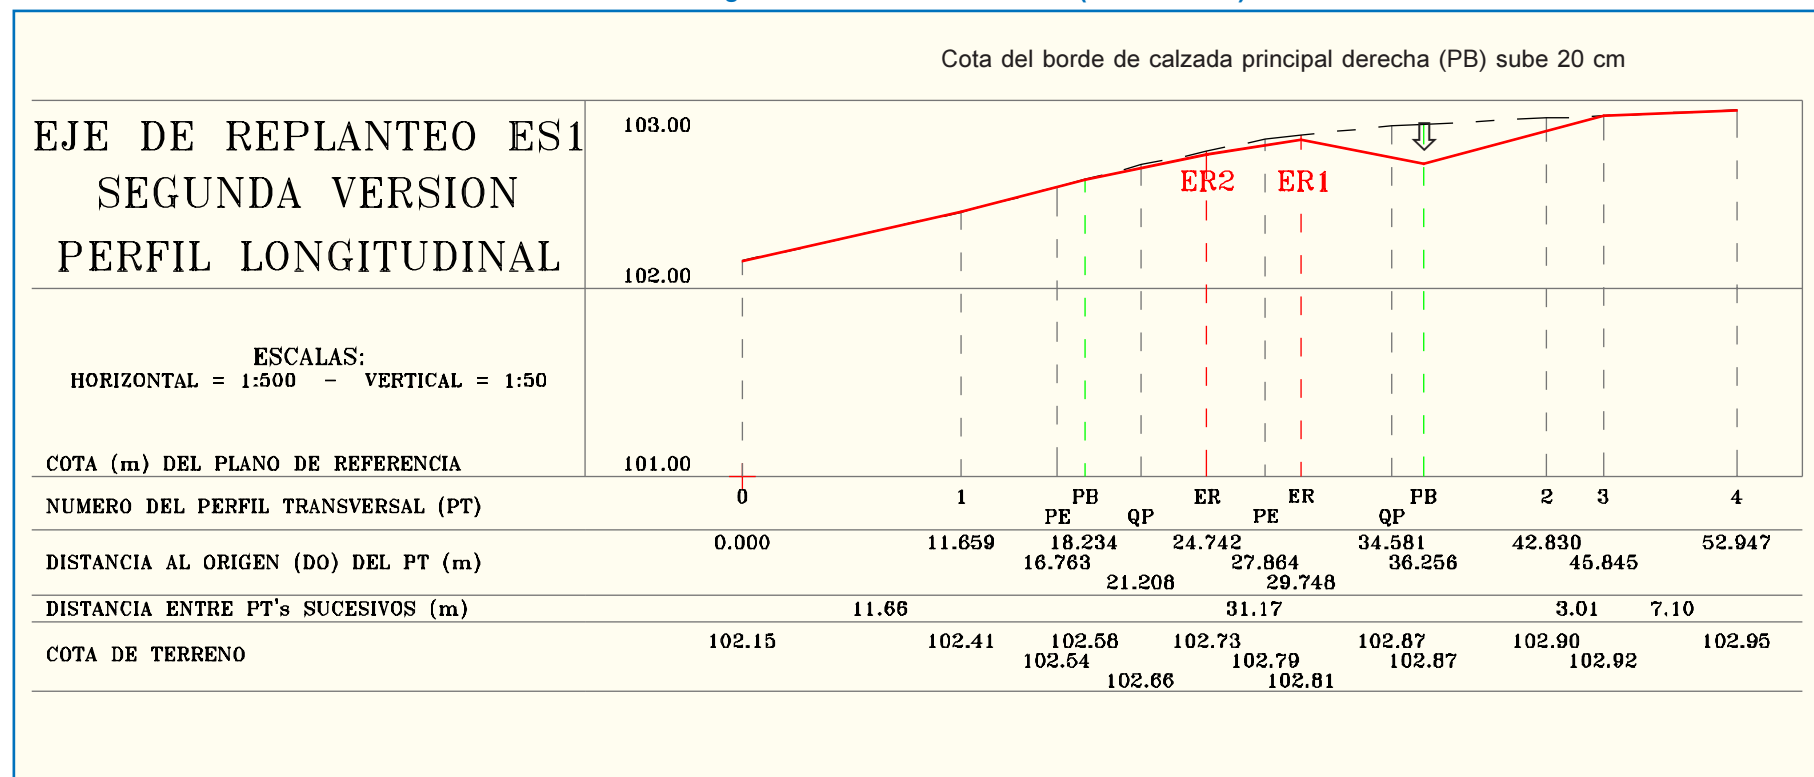 Cota del borde de calzada principal derecha (PB) sube 20 cm
EJE DE REPLANTEO ES1
SEGUNDA VERSION
PERFIL LONGITUDINAL
103.00
102.00
ER2 ER1
ESCALAS:
HORIZONTAL = 1:500 - VERTICAL = 1:50
COTA (m) DEL PLANO DE REFERENCIA 101.00
NUMERO DEL PERFIL TRANSVERSAL (PT)
0 1 PB ER ER PB 2 3 4
PE QP PE QP
DISTANCIA AL ORIGEN (DO) DEL PT (m)
0.000 11.659 18.234 24.742 34.581 42.830 52.947
16.763 27.864 36.256 45.845
21.208 29.748
DISTANCIA ENTRE PT's SUCESIVOS (m) 11.66 31.17 3.01 7.10
COTA DE TERRENO
102.15 102.41 102.58 102.73 102.87 102.90 102.95
102.54 102.79 102.87 102.92
102.66 102.81